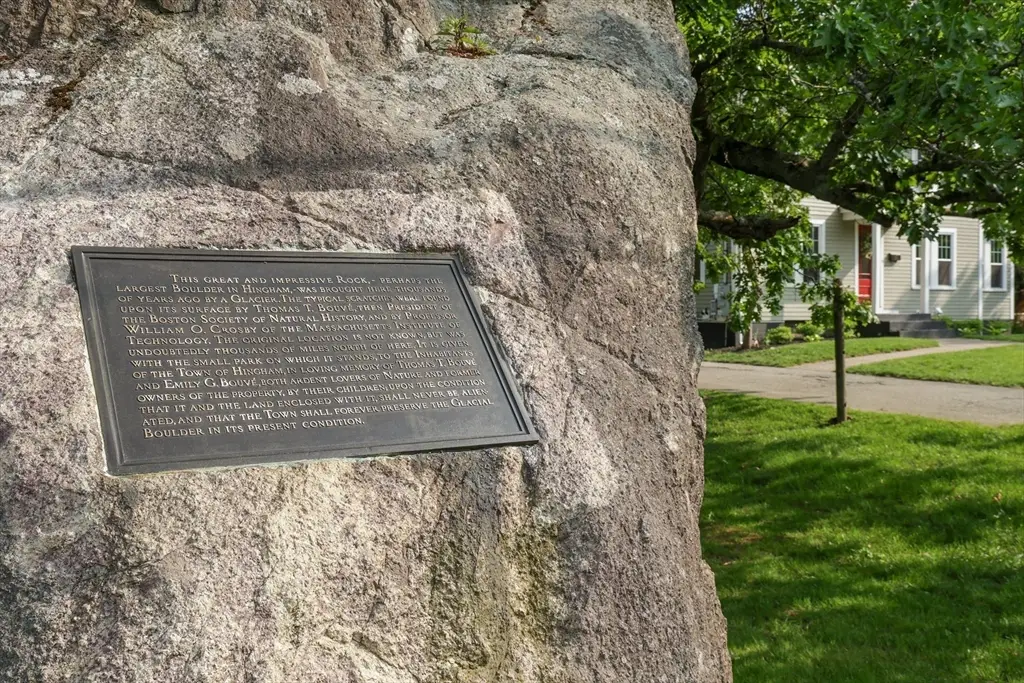 THIS GREAT AND IMPRESSIVE ROCK,- PERHAPS THE
LARGEST BOULDER IN HINGHAM,-WAS BROUGHT HERE THOUSANDS
OF YEARS AGO BY A GLACIER. THE TYPICAL SCRATCHES WERE FOUND
UPON ITS SURFACE BY THOMAS T. BOUVÉ, THEN PRESIDENT OF
THE BOSTON SOCIETY OF NATURAL HISTORY, AND BY PROFESSOR
WILLIAM O. CROSBY OF THE MASSACHUSETTS INSTITUTE OF
TECHNOLOGY. THE ORIGINAL LOCATION IS NOT KNOWN, BUT WAS
UNDOUBTEDLY THOUSANDS OF MILES NORTH OF HERE. IT IS GIVEN,
WITH THE SMALL PARK ON WHICH IT STANDS, TO THE INHABITANTS
OF THE TOWN OF HINGHAM, IN LOVING MEMORY OF THOMAS T. BOUVÉ
AND EMILY G. BOUVÉ, BOTH ARDENT LOVERS OF NATURE AND FORMER
OWNERS OF THE PROPERTY, BY THEIR CHILDREN, UPON THE CONDITION
THAT IT AND THE LAND ENCLOSED WITH IT, SHALL NEVER BE ALIEN-
ATED, AND THAT THE TOWN SHALL FOREVER PRESERVE THE GLACIAL
BOULDER IN ITS PRESENT CONDITION.